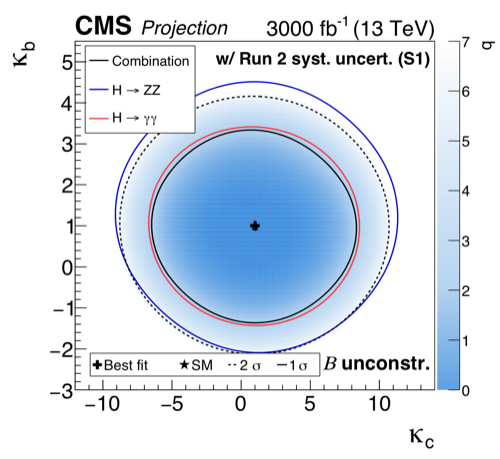 CMS Projection 3000 fb⁻¹ (13 TeV)
κ_b
w/ Run 2 syst. uncert. (S1)
Combination
H → ZZ
H → γγ
q
7
6
5
4
3
2
1
0
5
4
3
2
1
0
−1
−2
−3
✚ Best fit ★ SM -- 2 σ — 1 σ
B unconstr.
−10 −5 0 5 10
κ_c